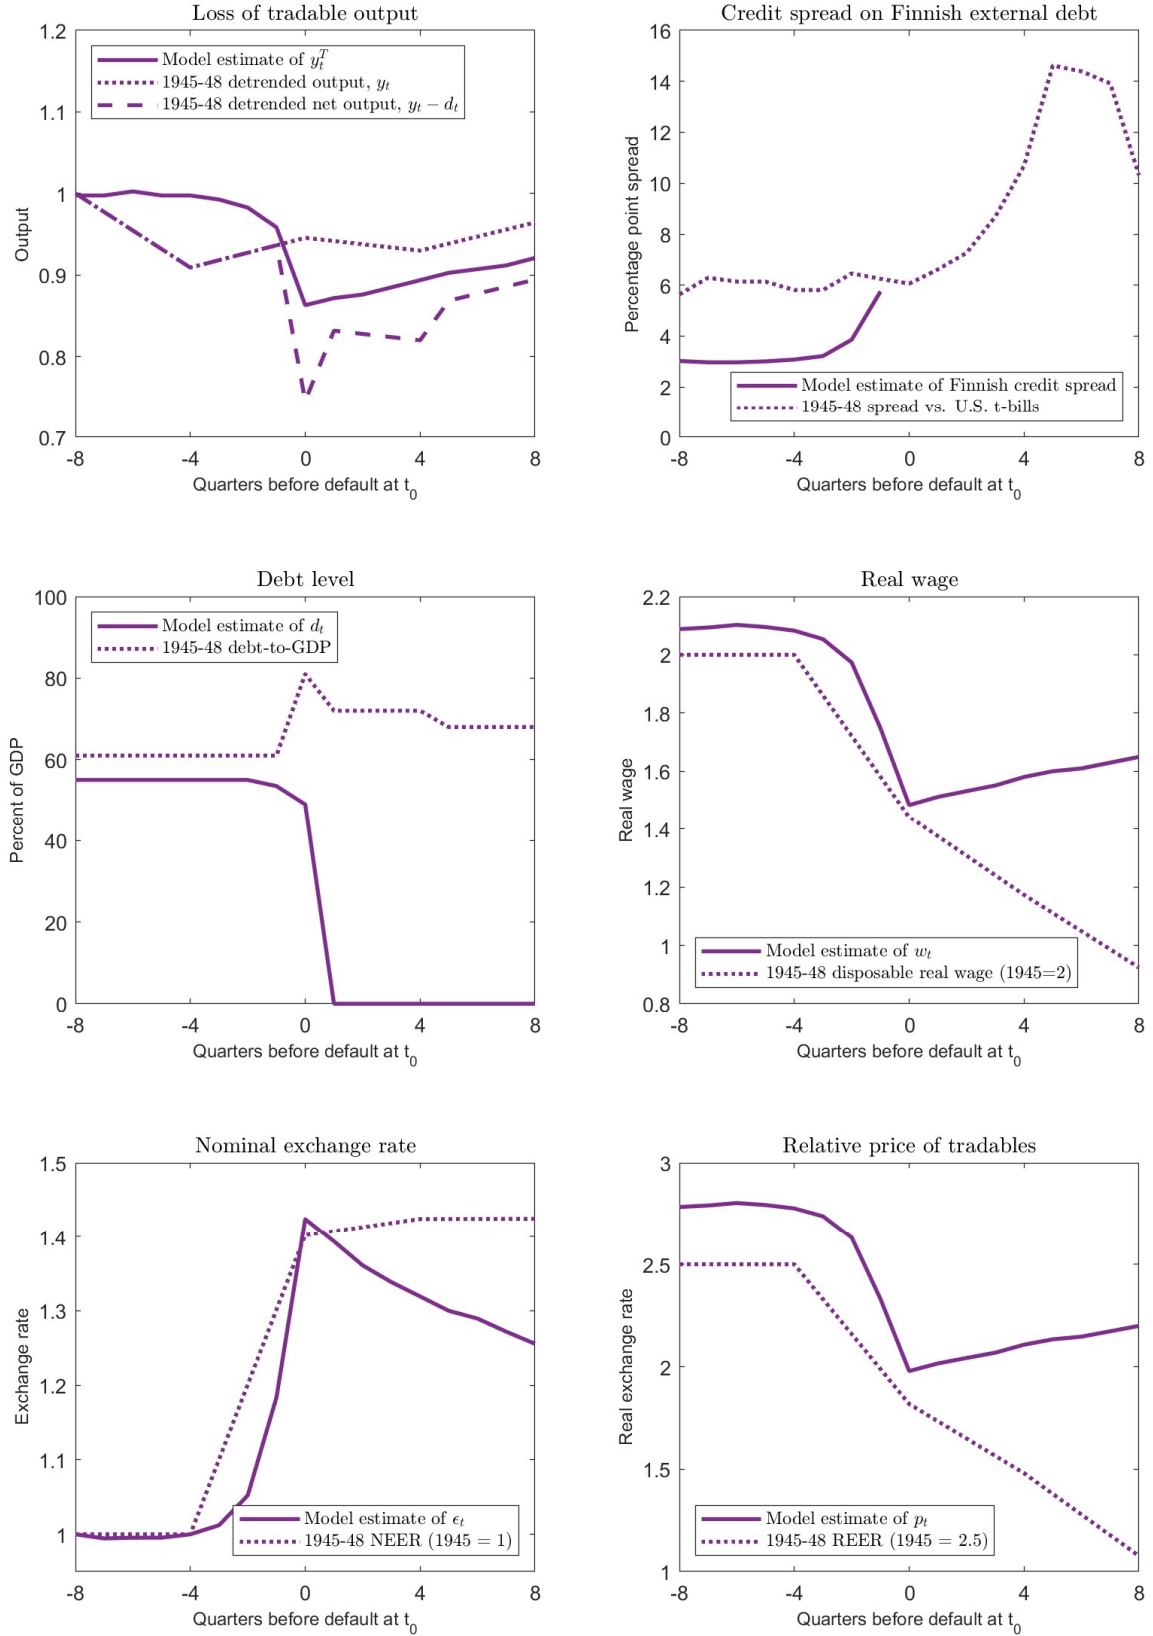 Loss of tradable output
1.2
1.1
1
0.9
0.8
0.7
Output
Model estimate of y_t^T
1945-48 detrended output, y_t
1945-48 detrended net output, y_t − d_t
-8 -4 0 4 8
Quarters before default at t_0
Credit spread on Finnish external debt
16
14
12
10
8
6
4
2
0
Percentage point spread
Model estimate of Finnish credit spread
1945-48 spread vs. U.S. t-bills
-8 -4 0 4 8
Quarters before default at t_0
Debt level
100
80
60
40
20
0
Percent of GDP
Model estimate of d_t
1945-48 debt-to-GDP
-8 -4 0 4 8
Quarters before default at t_0
Real wage
2.2
2
1.8
1.6
1.4
1.2
1
0.8
Real wage
Model estimate of w_t
1945-48 disposable real wage (1945=2)
-8 -4 0 4 8
Quarters before default at t_0
Nominal exchange rate
1.5
1.4
1.3
1.2
1.1
1
Exchange rate
Model estimate of ϵ_t
1945-48 NEER (1945 = 1)
-8 -4 0 4 8
Quarters before default at t_0
Relative price of tradables
3
2.5
2
1.5
1
Real exchange rate
Model estimate of p_t
1945-48 REER (1945 = 2.5)
-8 -4 0 4 8
Quarters before default at t_0